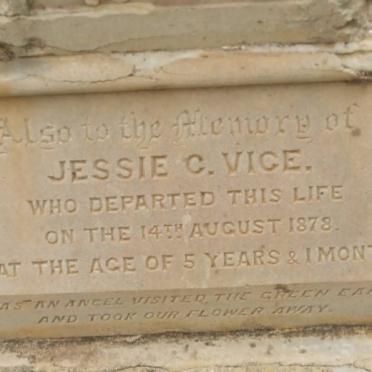 Also to the Memory of
JESSIE C. VICE.
WHO DEPARTED THIS LIFE
ON THE 14TH AUGUST 1878.
AT THE AGE OF 5 YEARS & 1 MONT
AS AN ANGEL VISITED THE GREEN EAR
AND TOOK OUR FLOWER AWAY.